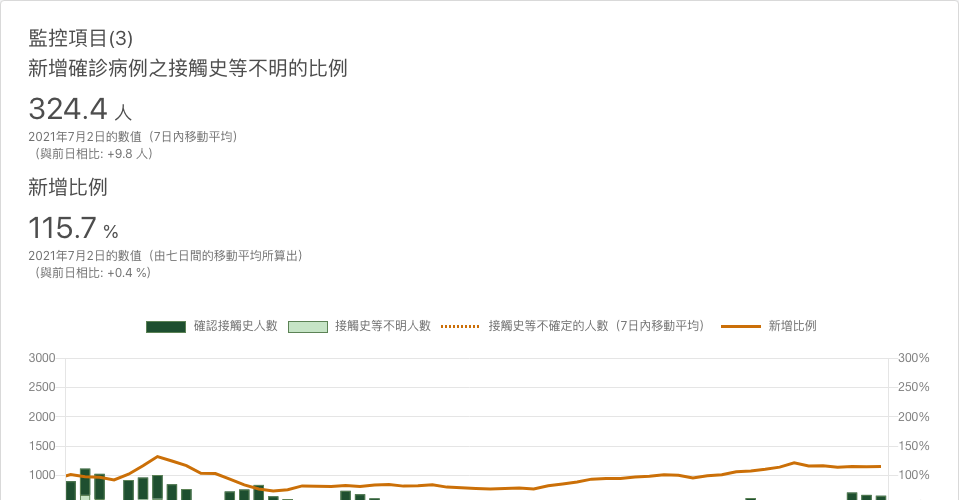 監控項目(3)
新增確診病例之接觸史等不明的比例
324.4 人
2021年7月2日的數值（7日內移動平均）
（與前日相比: +9.8 人）
新增比例
115.7 %
2021年7月2日的數值（由七日間的移動平均所算出）
（與前日相比: +0.4 %）
確認接觸史人數 接觸史等不明人數 接觸史等不確定的人數（7日內移動平均） 新增比例
3000 300%
2500 250%
2000 200%
1500 150%
1000 100%